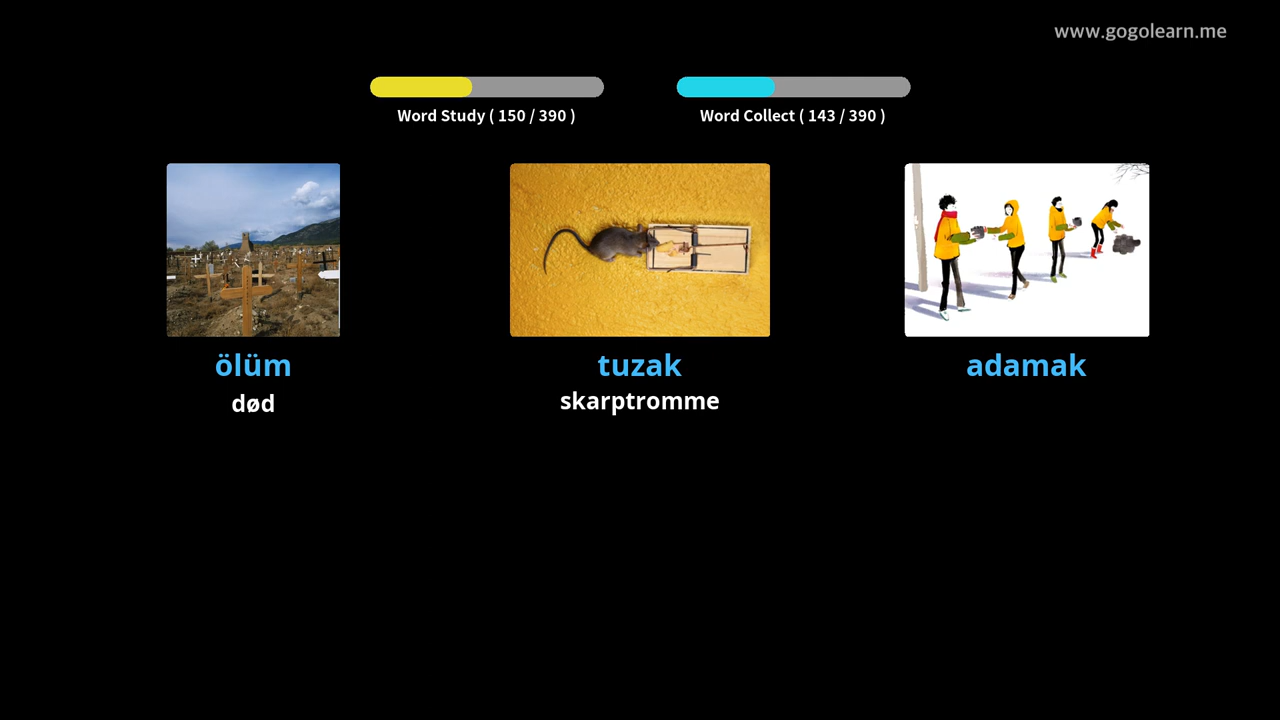 www.gogolearn.me
Word Study ( 150 / 390 )
Word Collect ( 143 / 390 )
ölüm
død
tuzak
skarptromme
adamak